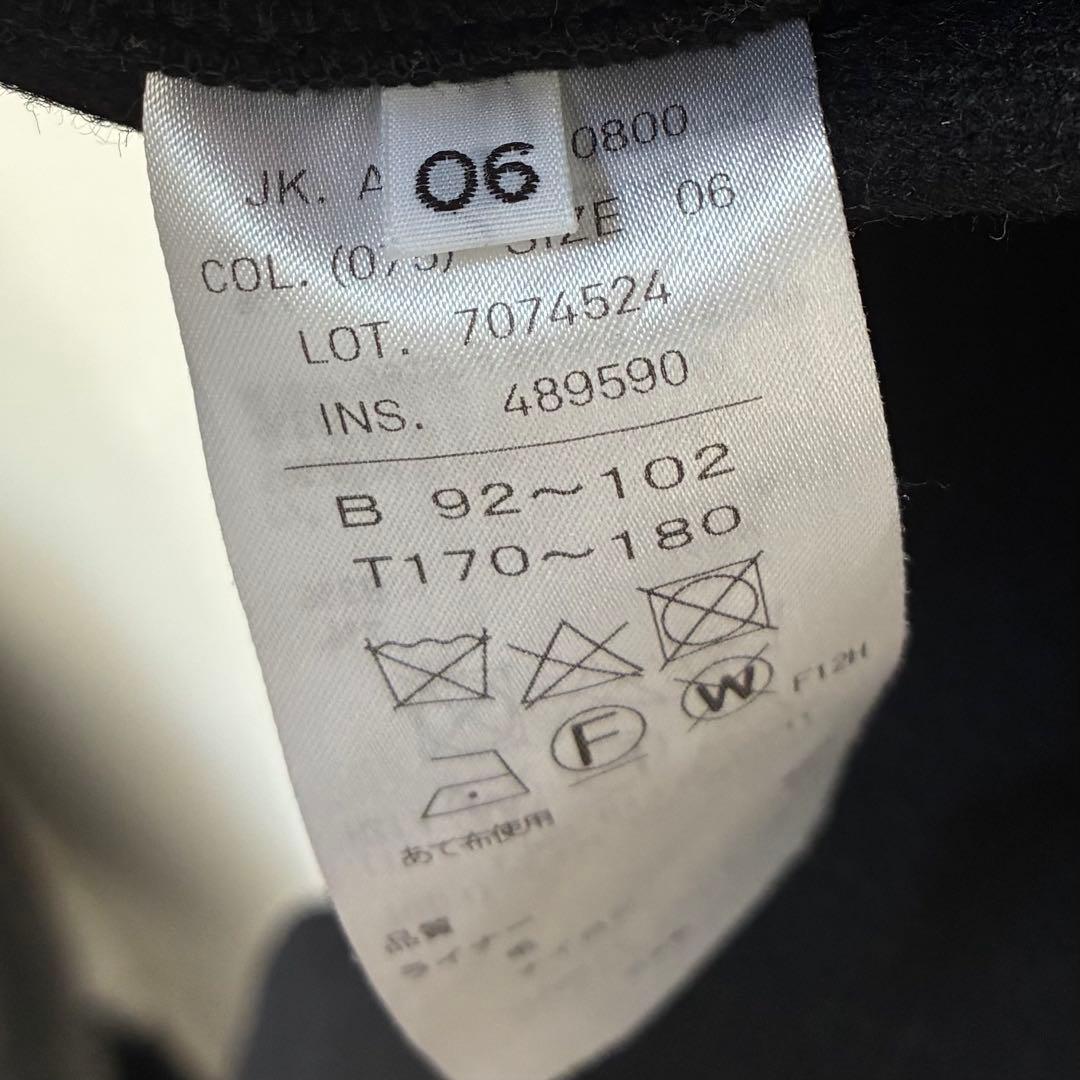 06
JK. A 0800
COL. (075) SIZE 06
LOT. 7074524
INS. 489590
B 92~102
T170~180
F W F12H
あて布使用
品質
ライナー